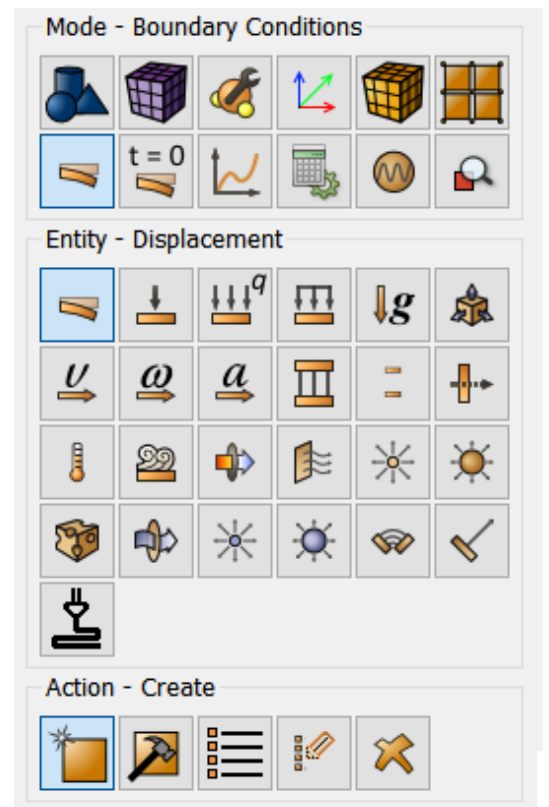 Mode - Boundary Conditions
t = 0
Entity - Displacement
q
g
υ ω a
Action - Create